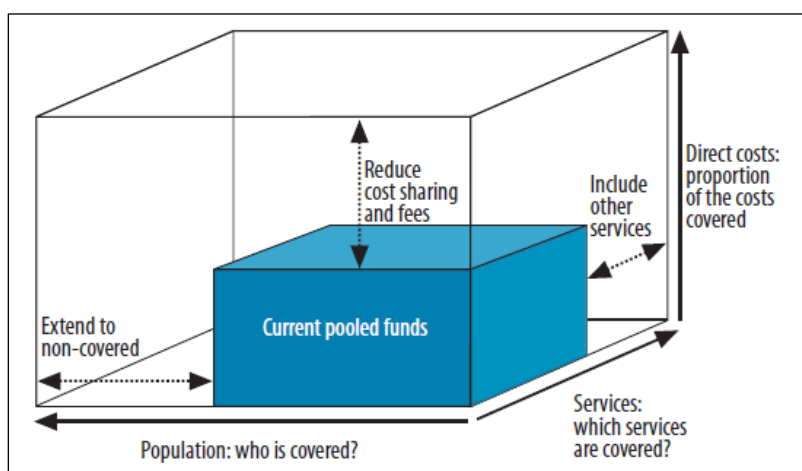 Reduce
cost sharing
and fees
Include
other
services
Direct costs:
proportion
of the costs
covered
Extend to
non-covered
Current pooled funds
Population: who is covered?
Services:
which services
are covered?